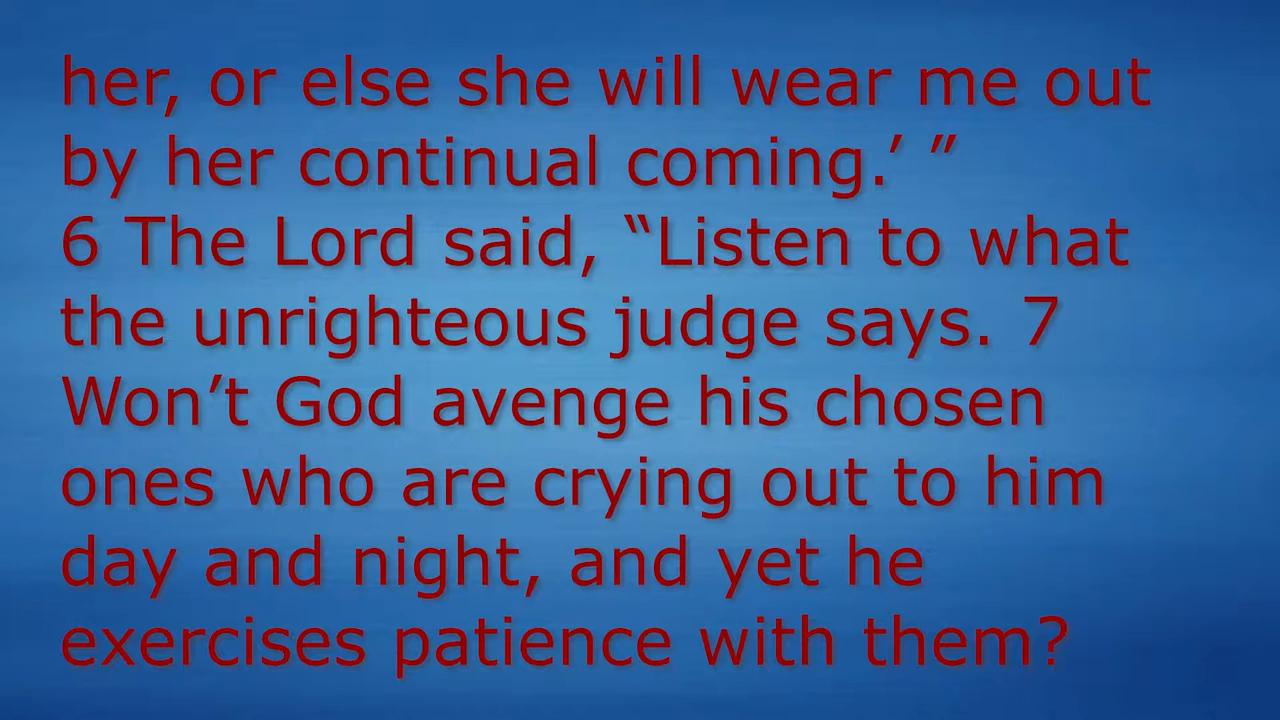 her, or else she will wear me out
by her continual coming.’ ”
6 The Lord said, “Listen to what
the unrighteous judge says. 7
Won’t God avenge his chosen
ones who are crying out to him
day and night, and yet he
exercises patience with them?